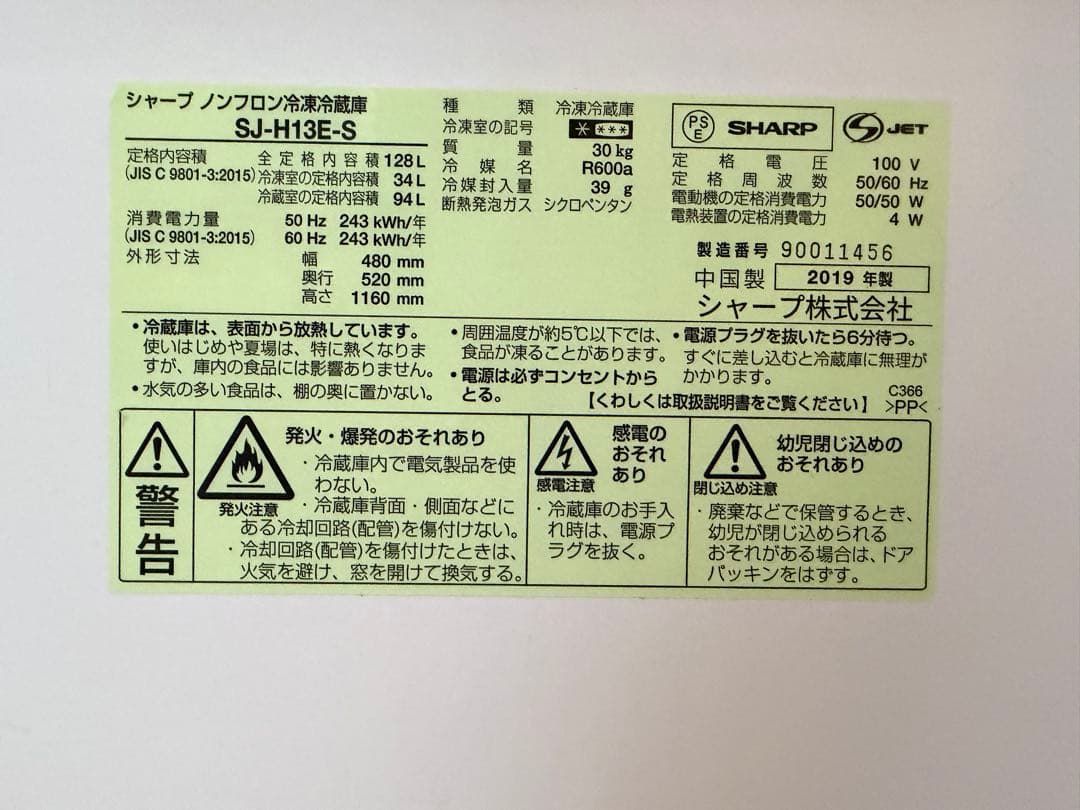 シャープ ノンフロン冷凍冷蔵庫
SJ-H13E-S
定格内容積 全定格内容積 128 L
(JIS C 9801-3:2015) 冷凍室の定格内容積 34 L
冷蔵室の定格内容積 94 L
消費電力量 50 Hz 243 kWh/年
(JIS C 9801-3:2015) 60 Hz 243 kWh/年
外形寸法 幅 480 mm
奥行 520 mm
高さ 1160 mm
種類 冷凍冷蔵庫
冷凍室の記号 * ***
質量 30 kg
冷媒名 R600a
冷媒封入量 39 g
断熱発泡ガス シクロペンタン
PS
E
SHARP
JET
定格電圧 100 V
定格周波数 50/60 Hz
電動機の定格消費電力 50/50 W
電熱装置の定格消費電力 4 W
製造番号 90011456
中国製 2019 年製
シャープ株式会社
・冷蔵庫は、表面から放熱しています。
使いはじめや夏場は、特に熱くなりま
すが、庫内の食品には影響ありません。
・水気の多い食品は、棚の奥に置かない。
・周囲温度が約5℃以下では、
食品が凍ることがあります。
・電源は必ずコンセントから
とる。
・電源プラグを抜いたら6分待つ。
すぐに差し込むと冷蔵庫に無理が
かかります。
【くわしくは取扱説明書をご覧ください】
C366
>PP<
警告
発火・爆発のおそれあり
発火注意
・冷蔵庫内で電気製品を使
わない。
・冷蔵庫背面・側面などに
ある冷却回路(配管)を傷付けない。
・冷却回路(配管)を傷付けたときは、
火気を避け、窓を開けて換気する。
感電の
おそれ
あり
感電注意
・冷蔵庫のお手入
れ時は、電源プ
ラグを抜く。
幼児閉じ込めの
おそれあり
閉じ込め注意
・廃棄などで保管するとき、
幼児が閉じ込められる
おそれがある場合は、ドア
パッキンをはずす。